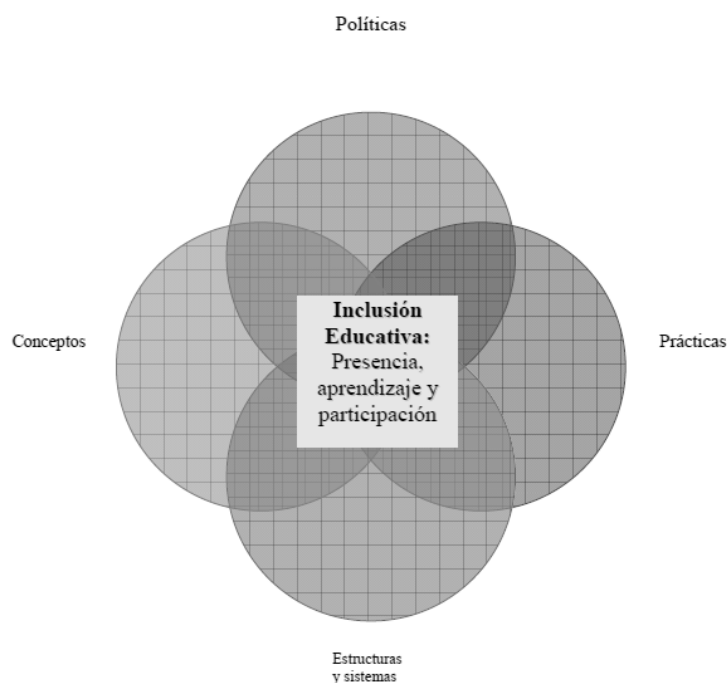 Políticas
Inclusión
Educativa:
Presencia,
aprendizaje y
participación
Conceptos
Prácticas
Estructuras
y sistemas